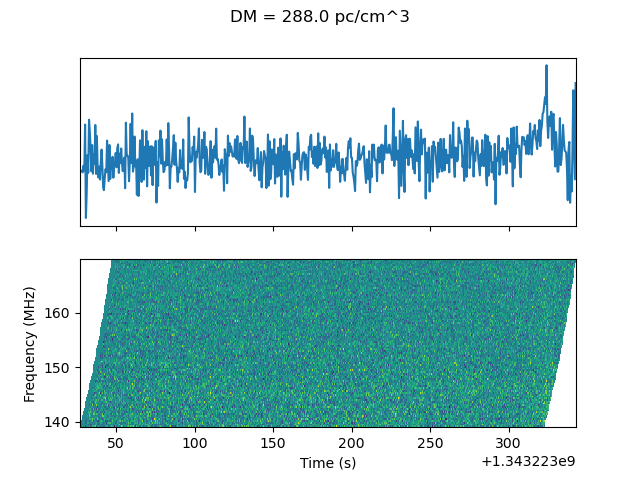 DM = 288.0 pc/cm^3
Frequency (MHz)
160
150
140
50 100 150 200 250 300
Time (s)
+1.343223e9